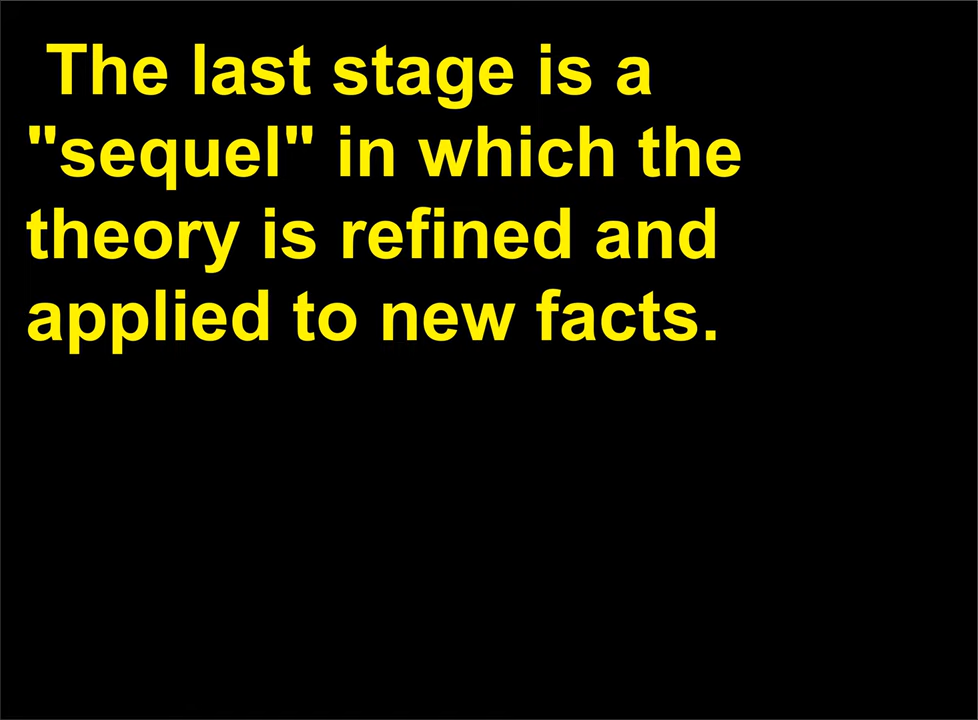 The last stage is a
"sequel" in which the
theory is refined and
applied to new facts.